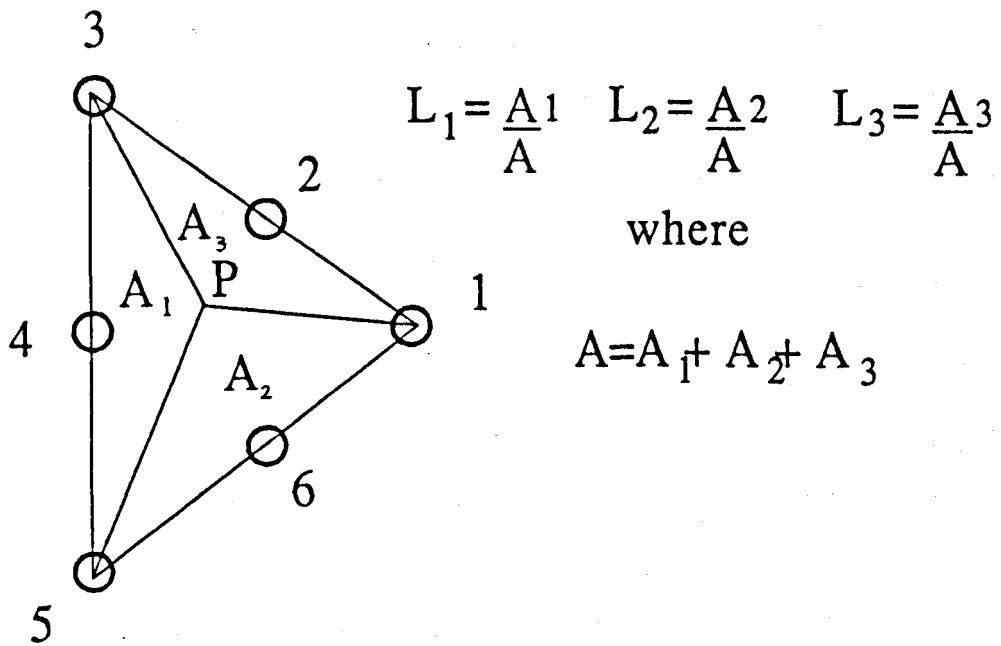 3
L₁ = A1/A L₂ = A2/A L₃ = A3/A
2
where
A₃
P
A₁
1
4
A=A₁+ A₂+ A₃
A₂
6
5